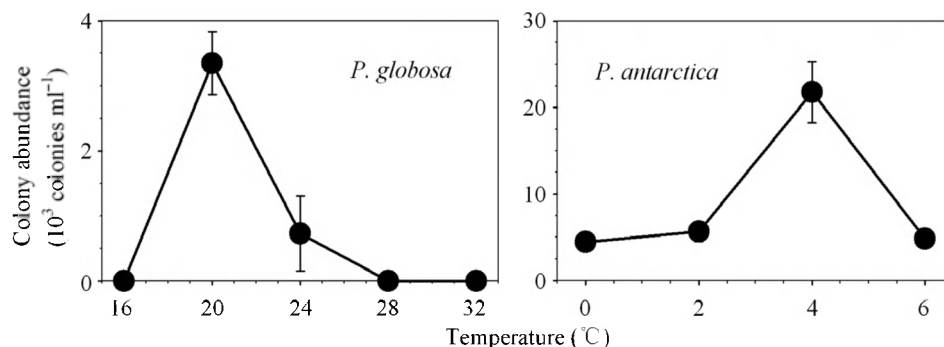 Colony abundance
(10³ colonies ml⁻¹)
4
2
0
P. globosa
16 20 24 28 32
30
20
10
0
P. antarctica
0 2 4 6
Temperature (℃)